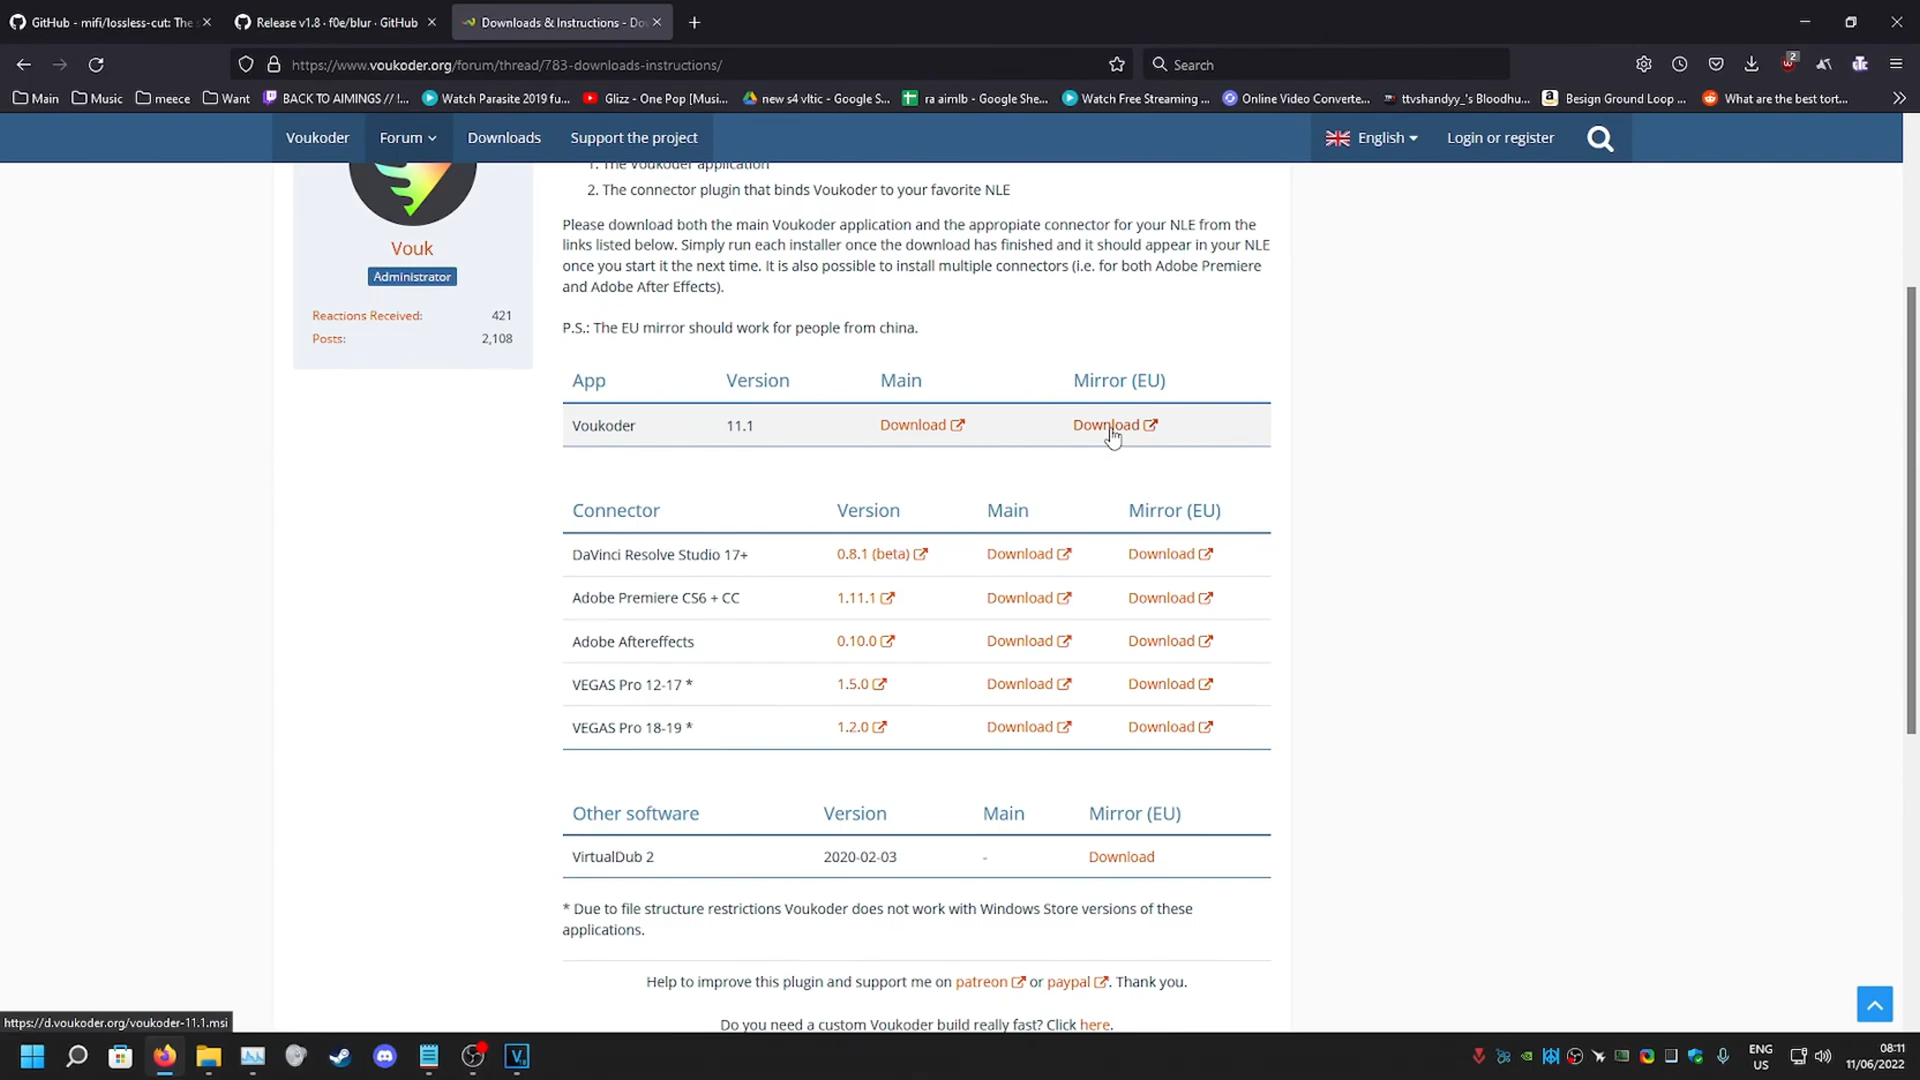 GitHub - mifi/lossless-cut: The s
Release v1.8 · f0e/blur · GitHub
Downloads & Instructions - Do
https://www.voukoder.org/forum/thread/783-downloads-instructions/
Search
2
Main
Music
meece
Want
BACK TO AIMINGS // !...
Watch Parasite 2019 fu...
Glizz - One Pop [Musi...
new s4 vltic - Google S...
ra aimlb - Google She...
Watch Free Streaming ...
Online Video Converte...
ttvshandyy_'s Bloodhu...
Besign Ground Loop ...
What are the best tort...
Voukoder
Forum
Downloads
Support the project
English
Login or register
1. The Voukoder application
2. The connector plugin that binds Voukoder to your favorite NLE
Vouk
Administrator
Reactions Received: 421
Posts: 2,108
Please download both the main Voukoder application and the appropiate connector for your NLE from the
links listed below. Simply run each installer once the download has finished and it should appear in your NLE
once you start it the next time. It is also possible to install multiple connectors (i.e. for both Adobe Premiere
and Adobe After Effects).
P.S.: The EU mirror should work for people from china.
App Version Main Mirror (EU)
Voukoder 11.1 Download Download
Connector Version Main Mirror (EU)
DaVinci Resolve Studio 17+ 0.8.1 (beta) Download Download
Adobe Premiere CS6 + CC 1.11.1 Download Download
Adobe Aftereffects 0.10.0 Download Download
VEGAS Pro 12-17 * 1.5.0 Download Download
VEGAS Pro 18-19 * 1.2.0 Download Download
Other software Version Main Mirror (EU)
VirtualDub 2 2020-02-03 - Download
* Due to file structure restrictions Voukoder does not work with Windows Store versions of these
applications.
Help to improve this plugin and support me on patreon or paypal. Thank you.
Do you need a custom Voukoder build really fast? Click here.
https://d.voukoder.org/voukoder-11.1.msi
V
ENG
US
08:11
11/06/2022